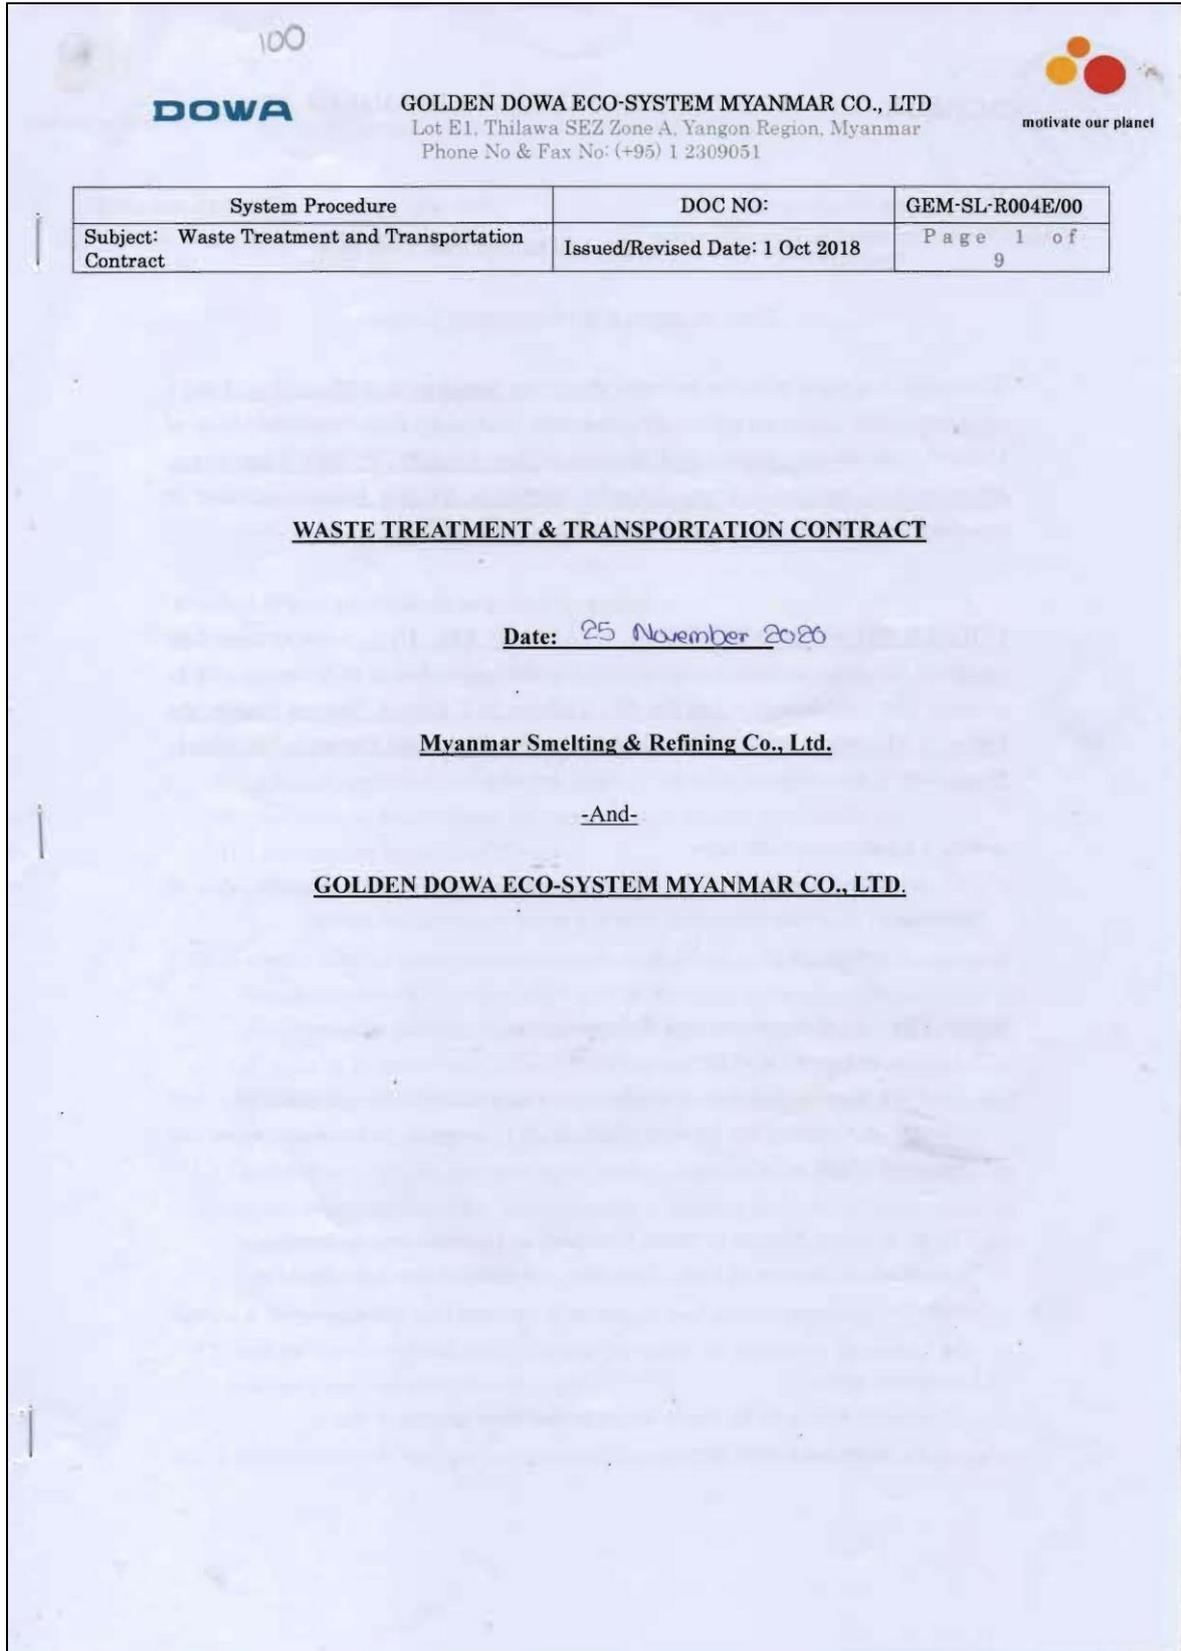 100
DOWA
GOLDEN DOWA ECO-SYSTEM MYANMAR CO., LTD
Lot E1, Thilawa SEZ Zone A, Yangon Region, Myanmar
Phone No & Fax No: (+95) 1 2309051
motivate our planet
System Procedure DOC NO: GEM-SL-R004E/00
Subject: Waste Treatment and Transportation Contract Issued/Revised Date: 1 Oct 2018 Page 1 of 9
WASTE TREATMENT & TRANSPORTATION CONTRACT
Date: 25 November 2020
Myanmar Smelting & Refining Co., Ltd.
-And-
GOLDEN DOWA ECO-SYSTEM MYANMAR CO., LTD.